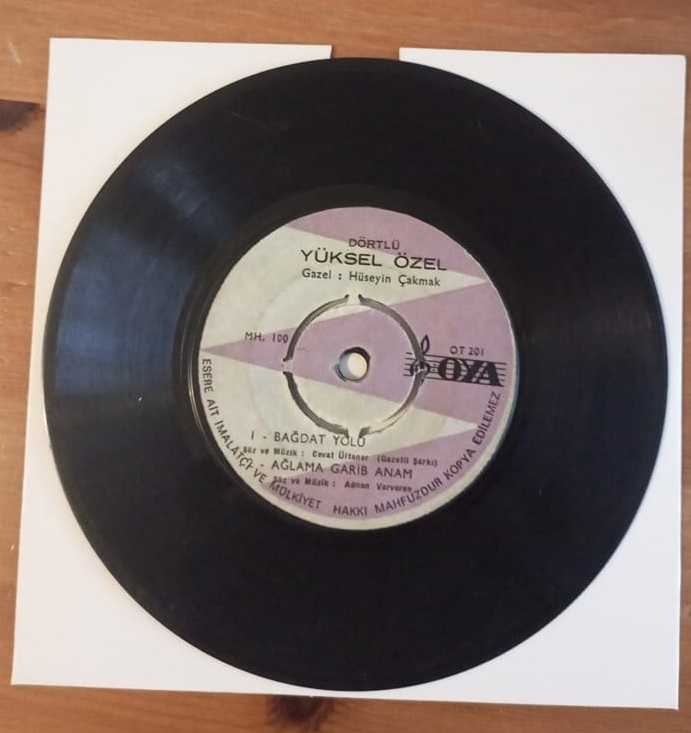 DÖRTLÜ
YÜKSEL ÖZEL
Gazel : Hüseyin Çakmak
MH. 100
OT 201
OYA
1 - BAĞDAT YOLU
Söz ve Müzik : Cevat Ültanır (Gazelli Şarkı)
2 - AĞLAMA GARİB ANAM
Söz ve Müzik : Adnan Varveren
ESERE AİT İMALATÇI VE MÜLKİYET HAKKI MAHFUZDUR KOPYA EDİLEMEZ